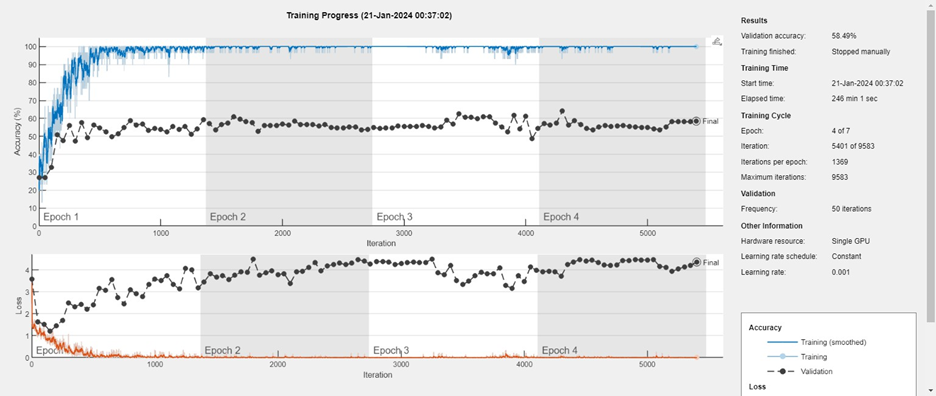 Training Progress (21-Jan-2024 00:37:02)
100
90
80
70
60
50
40
30
20
10
0
Accuracy (%)
Final
Epoch 1
Epoch 2
Epoch 3
Epoch 4
0
1000
2000
3000
4000
5000
Iteration
4
3
2
1
0
Loss
Final
Epoch
Epoch 2
Epoch 3
Epoch 4
0
1000
2000
3000
4000
5000
Iteration
Results
Validation accuracy: 58.49%
Training finished: Stopped manually
Training Time
Start time: 21-Jan-2024 00:37:02
Elapsed time: 246 min 1 sec
Training Cycle
Epoch: 4 of 7
Iteration: 5401 of 9583
Iterations per epoch: 1369
Maximum iterations: 9583
Validation
Frequency: 50 iterations
Other Information
Hardware resource: Single GPU
Learning rate schedule: Constant
Learning rate: 0.001
Accuracy
Training (smoothed)
Training
Validation
Loss